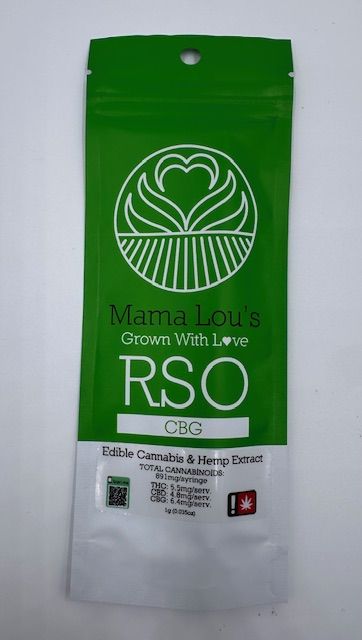 Mama Lou's
Grown With L♥ve
RSO
CBG
Edible Cannabis & Hemp Extract
TOTAL CANNABINOIDS:
891mg/syringe
THC: 5.5mg/serv.
CBD: 4.8mg/serv.
CBG: 6.4mg/serv.
1g (0.035oz)